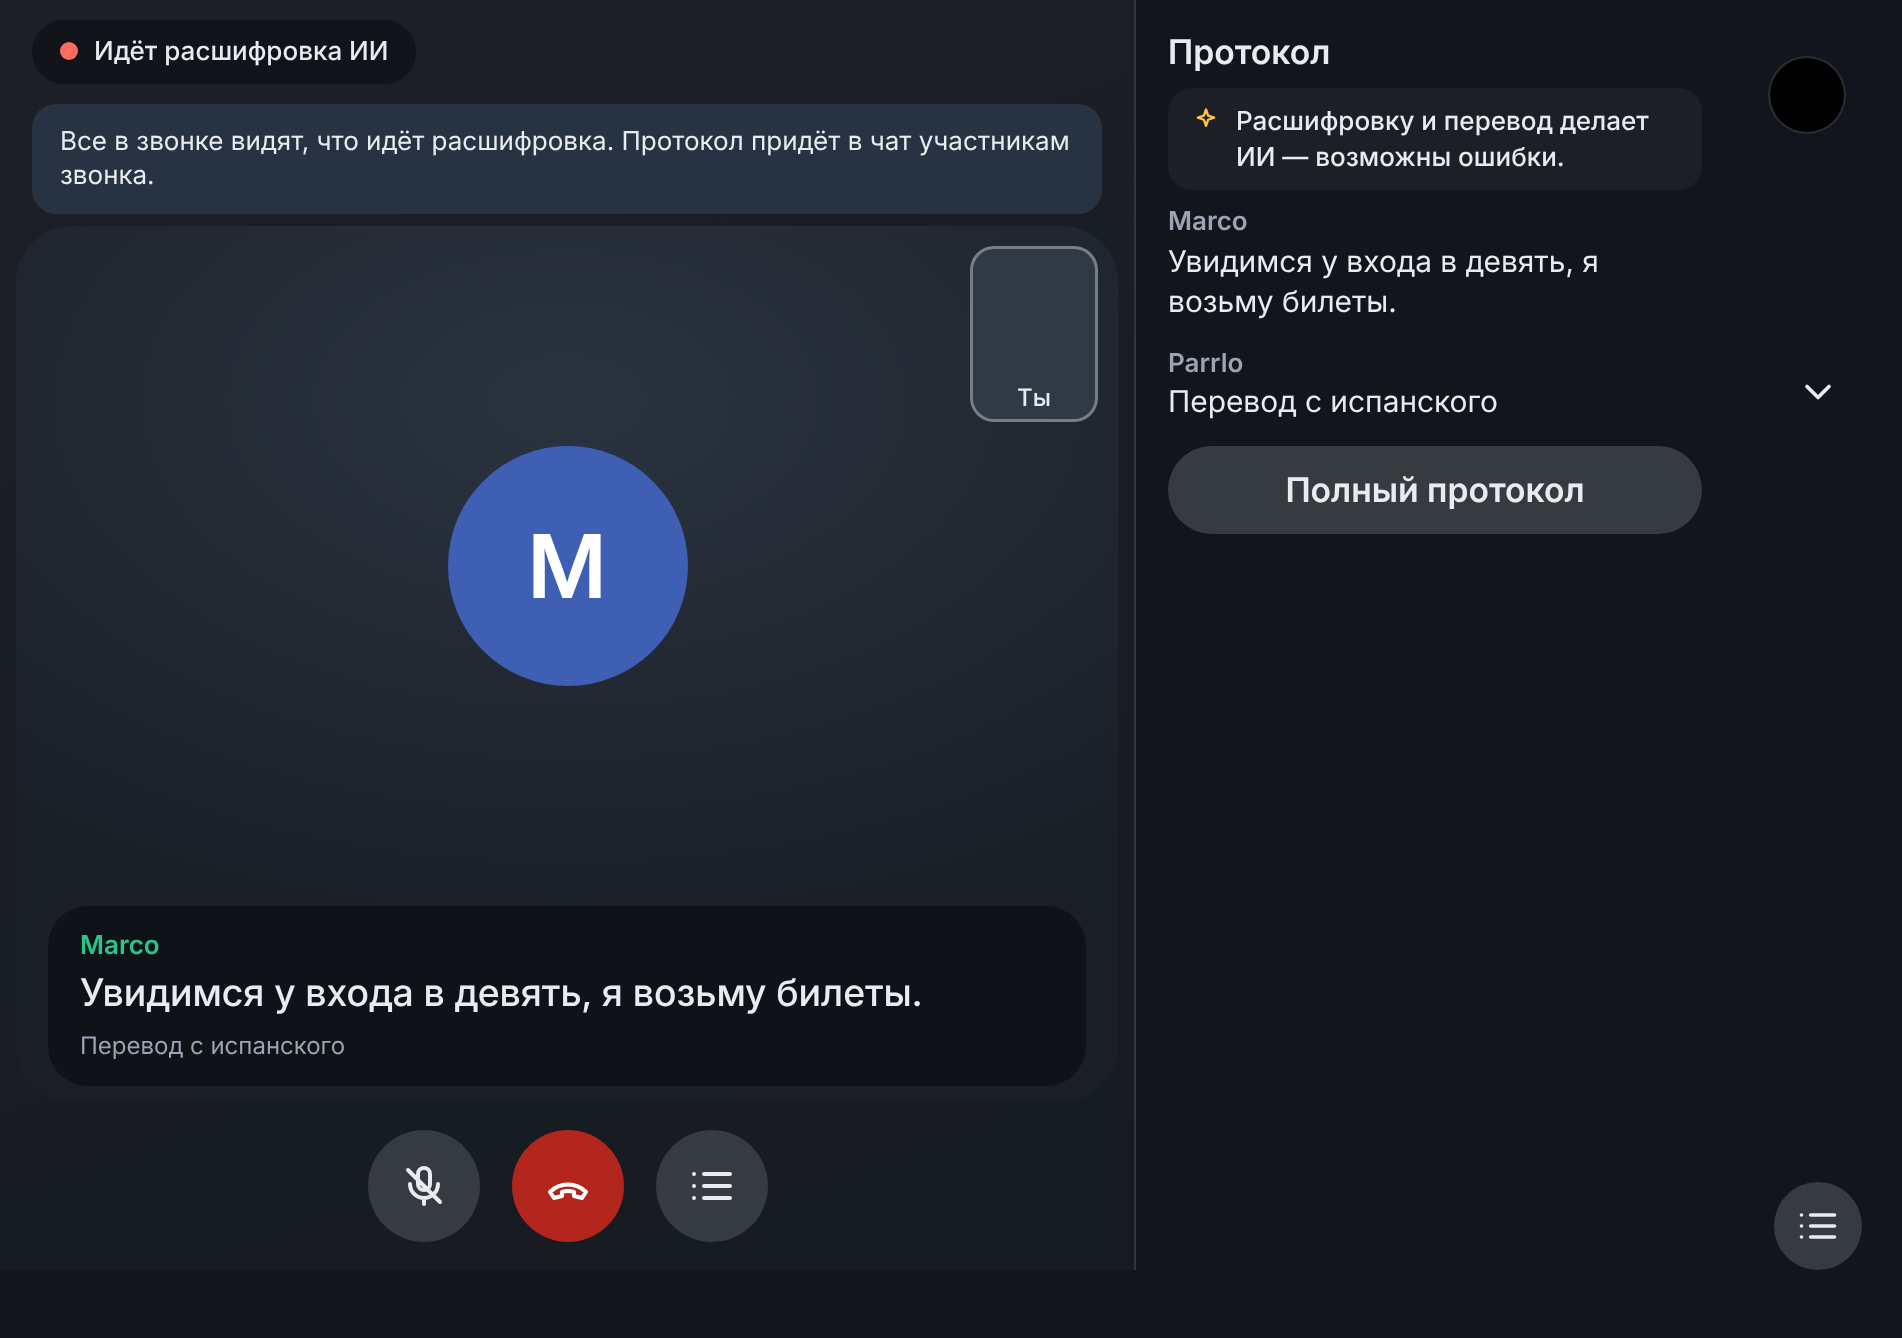 Идёт расшифровка ИИ
Все в звонке видят, что идёт расшифровка. Протокол придёт в чат участникам
звонка.
Ты
M
Marco
Увидимся у входа в девять, я возьму билеты.
Перевод с испанского
Протокол
Расшифровку и перевод делает
ИИ — возможны ошибки.
Marco
Увидимся у входа в девять, я
возьму билеты.
Parrlo
Перевод с испанского
Полный протокол